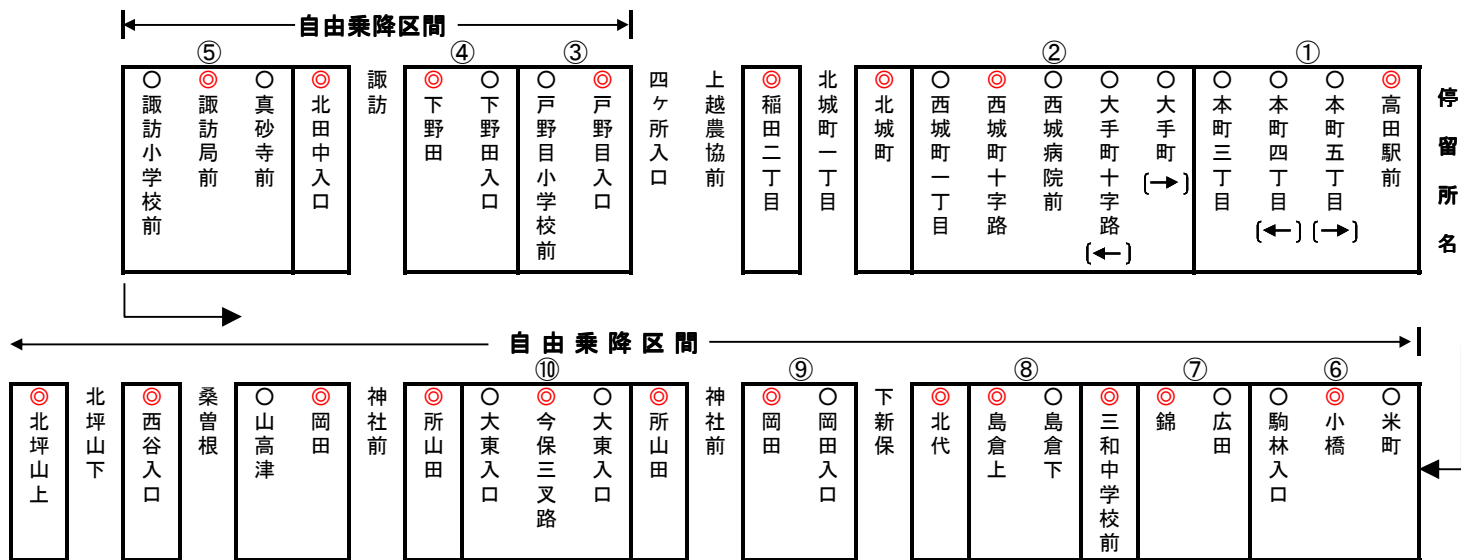 自由乗降区間
① ② ③ ④ ⑤
停留所名
◎高田駅前
○本町五丁目(→)
○本町四丁目(←)
○本町三丁目
○大手町(→)
○大手町十字路(←)
○西城病院前
◎西城町十字路
○西城町一丁目
◎北城町
北城町一丁目
◎稲田二丁目
上越農協前
四ケ所入口
◎戸野目入口
○戸野目小学校前
○下野田入口
◎下野田
諏訪
◎北田中入口
○真砂寺前
◎諏訪局前
○諏訪小学校前
自由乗降区間
⑥ ⑦ ⑧ ⑨ ⑩
○米町
◎小橋
○駒林入口
○広田
◎錦
◎三和中学校前
○島倉下
◎島倉上
◎北代
下新保
○岡田入口
◎岡田
神社前
◎所山田
○大東入口
◎今保三叉路
○大東入口
◎所山田
神社前
◎岡田
○山高津
桑曽根
◎西谷入口
北坪山下
◎北坪山上